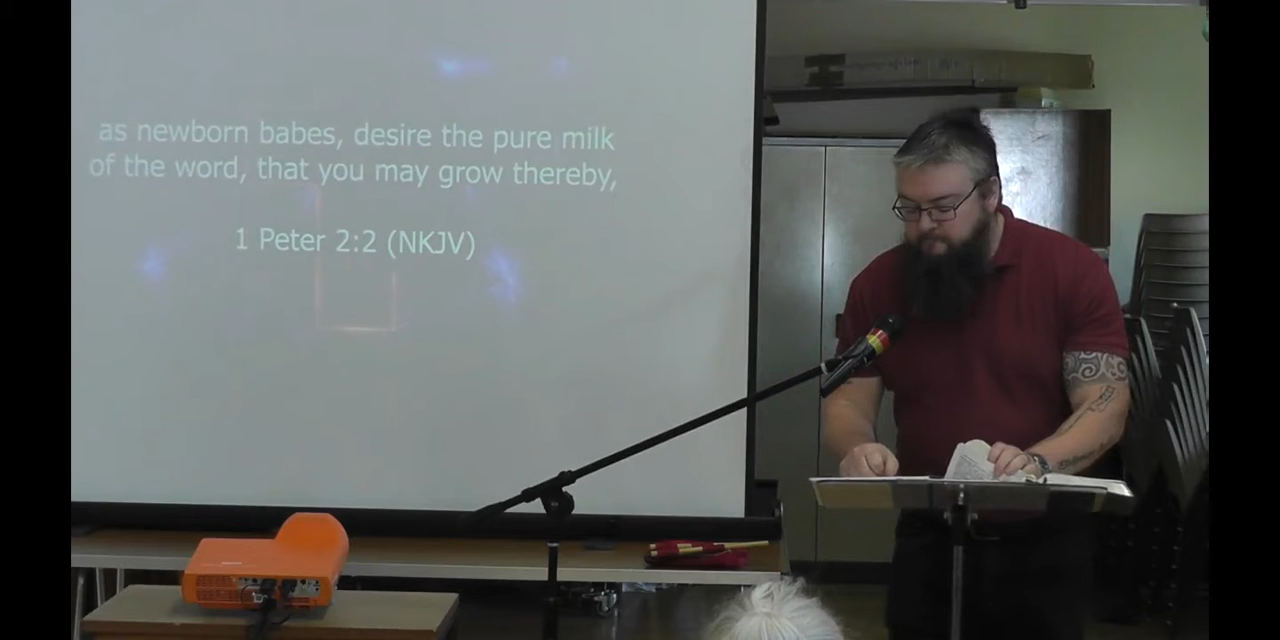 as newborn babes, desire the pure milk
of the word, that you may grow thereby,
1 Peter 2:2 (NKJV)